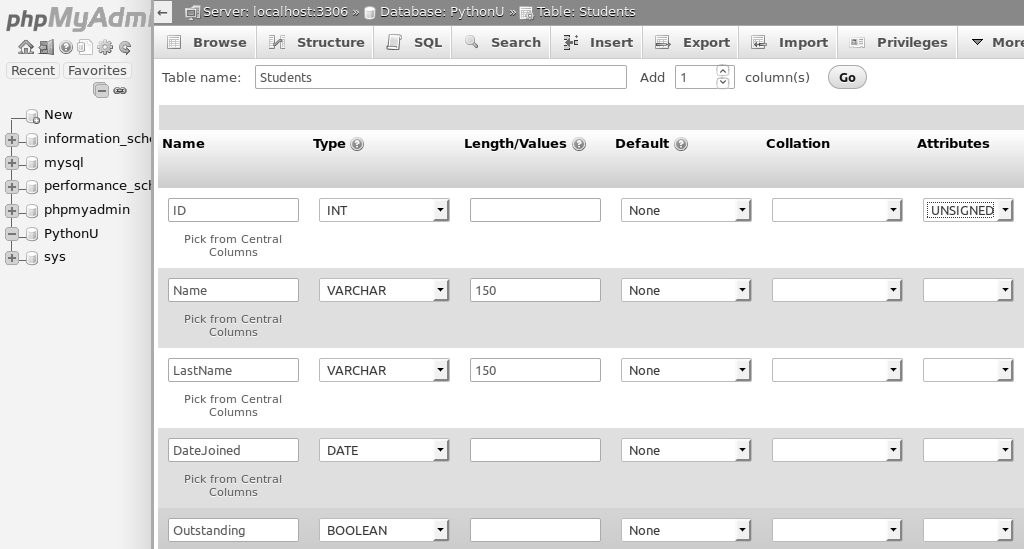 phpMyAdmi
← Server: localhost:3306 » Database: PythonU » Table: Students
Browse Structure SQL Search Insert Export Import Privileges More
Recent Favorites
Table name: Students Add 1 column(s) Go
New
information_sche
mysql
performance_sch
phpmyadmin
PythonU
sys
Name Type Length/Values Default Collation Attributes
ID INT None UNSIGNED
Pick from Central
Columns
Name VARCHAR 150 None
Pick from Central
Columns
LastName VARCHAR 150 None
Pick from Central
Columns
DateJoined DATE None
Pick from Central
Columns
Outstanding BOOLEAN None